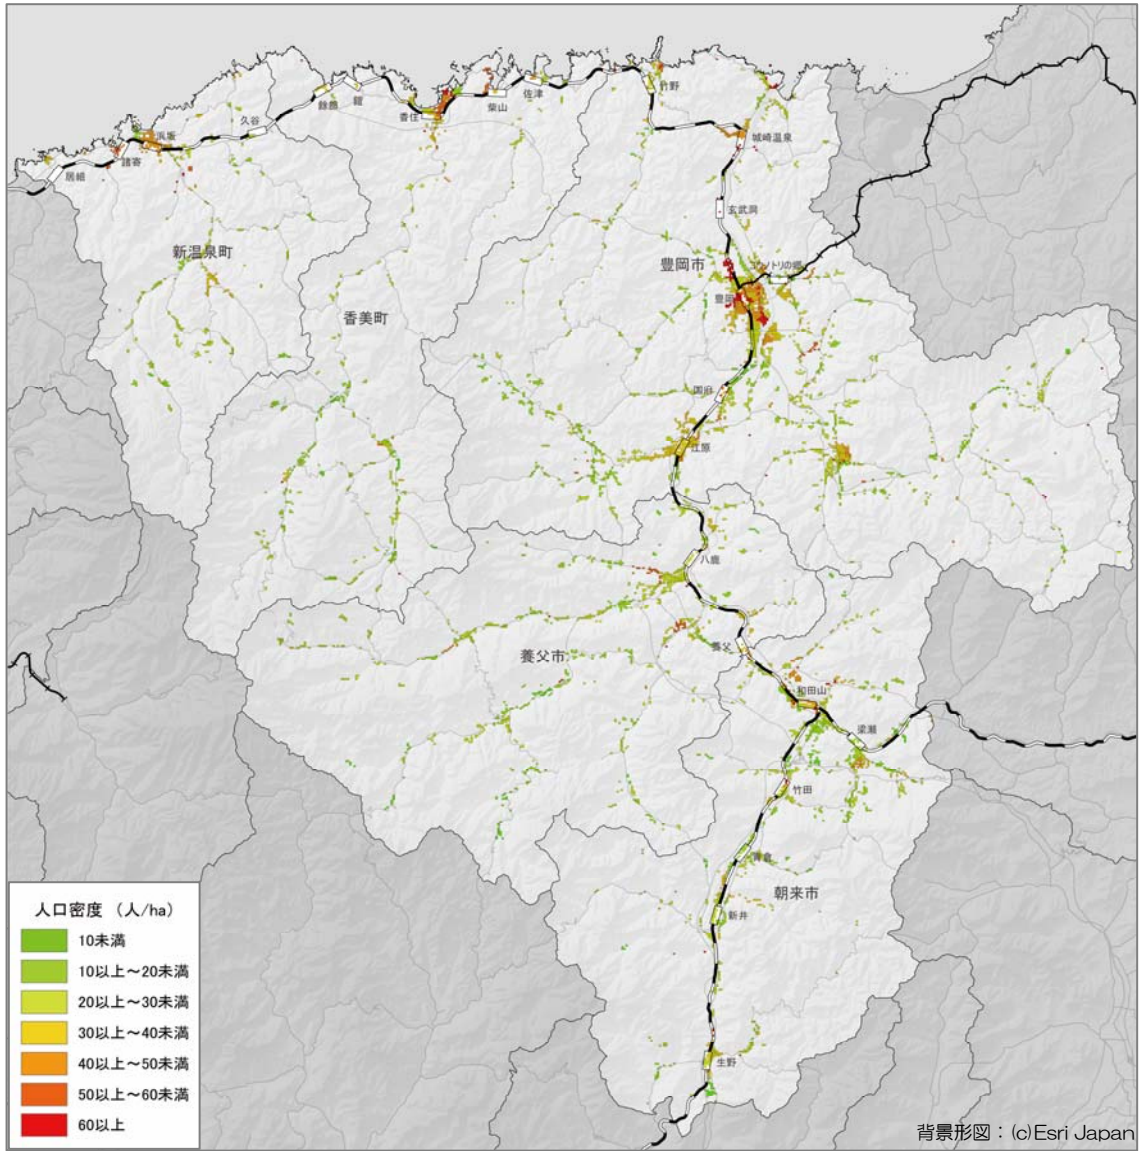 竹野
佐津
柴山
鎧
餘部
香住
久谷
浜坂
諸寄
居組
城崎温泉
玄武洞
新温泉町
豊岡市
コウノトリの郷
豊岡
香美町
国府
江原
八鹿
養父
養父市
和田山
梁瀬
竹田
青倉
朝来市
新井
生野
人口密度 (人/ha)
10未満
10以上～20未満
20以上～30未満
30以上～40未満
40以上～50未満
50以上～60未満
60以上
背景形図：(c)Esri Japan